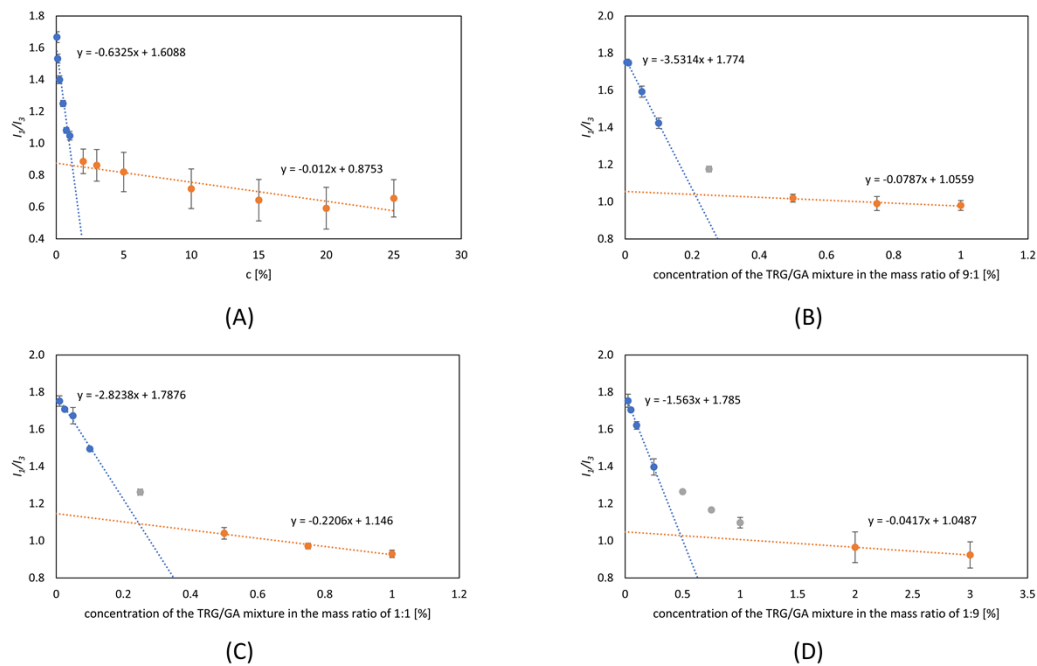 1.8
1.6
1.4
1.2
1.0
0.8
0.6
0.4
I₁/I₃
y = -0.6325x + 1.6088
y = -0.012x + 0.8753
0 5 10 15 20 25 30
c [%]
(A)
2.0
1.8
1.6
1.4
1.2
1.0
0.8
I₁/I₃
y = -3.5314x + 1.774
y = -0.0787x + 1.0559
0 0.2 0.4 0.6 0.8 1 1.2
concentration of the TRG/GA mixture in the mass ratio of 9:1 [%]
(B)
2.0
1.8
1.6
1.4
1.2
1.0
0.8
I₁/I₃
y = -2.8238x + 1.7876
y = -0.2206x + 1.146
0 0.2 0.4 0.6 0.8 1 1.2
concentration of the TRG/GA mixture in the mass ratio of 1:1 [%]
(C)
2.0
1.8
1.6
1.4
1.2
1.0
0.8
I₁/I₃
y = -1.563x + 1.785
y = -0.0417x + 1.0487
0 0.5 1 1.5 2 2.5 3 3.5
concentration of the TRG/GA mixture in the mass ratio of 1:9 [%]
(D)